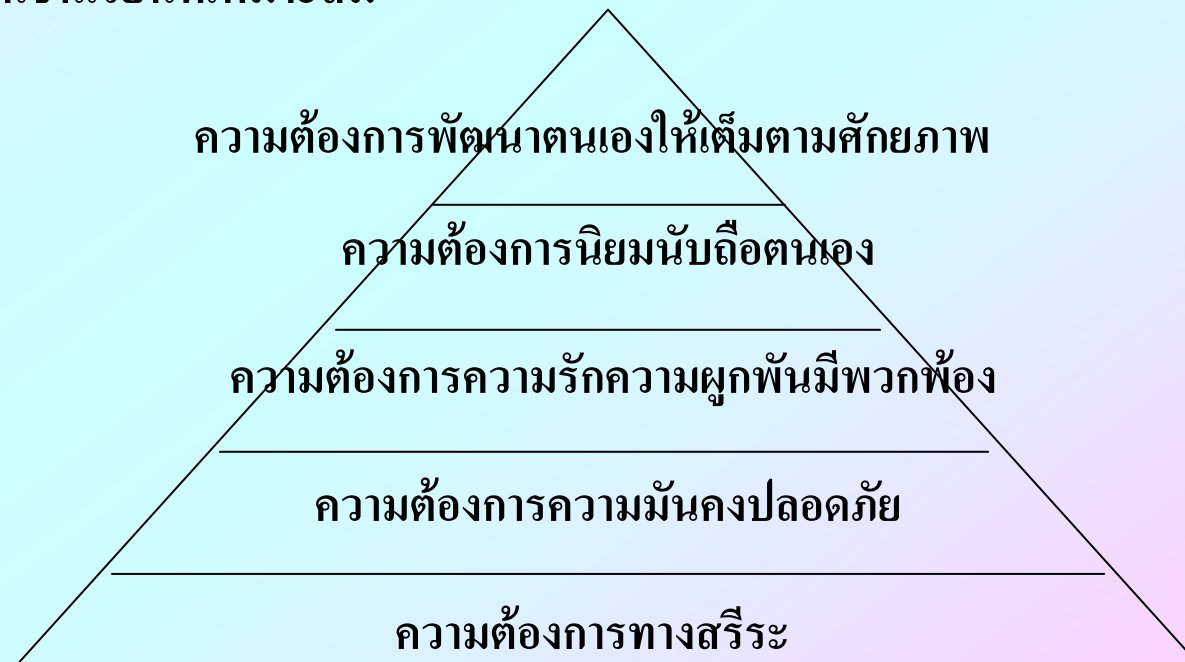 ความต้องการพัฒนาตนเองให้เต็มตามศักยภาพ
ความต้องการนิยมนับถือตนเอง
ความต้องการความรักความผูกพันมีพวกพ้อง
ความต้องการความมันคงปลอดภัย
ความต้องการทางสรีระ